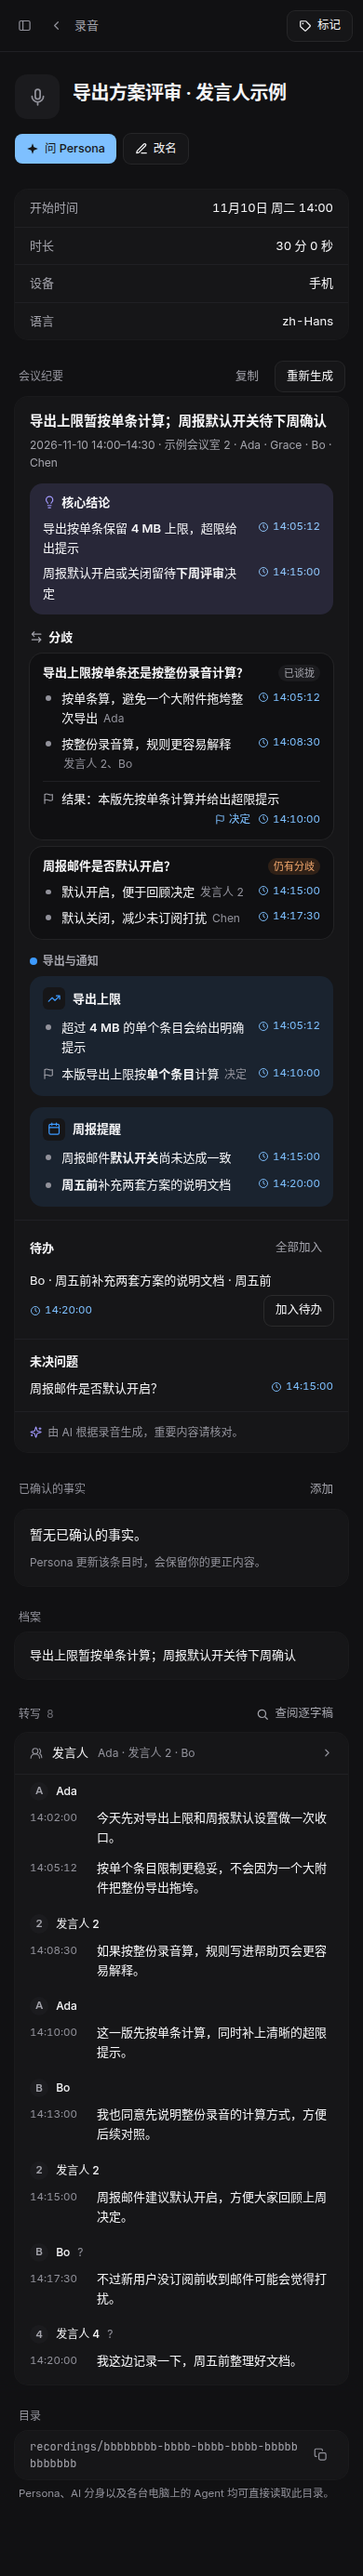 录音
标记
导出方案评审 · 发言人示例
问 Persona
改名
开始时间
11月10日 周二 14:00
时长
30 分 0 秒
设备
手机
语言
zh-Hans
会议纪要
复制
重新生成
导出上限暂按单条计算；周报默认开关待下周确认
2026-11-10 14:00–14:30 · 示例会议室 2 · Ada · Grace · Bo ·
Chen
核心结论
导出按单条保留 4 MB 上限，超限给
出提示
14:05:12
周报默认开启或关闭留待下周评审决
定
14:15:00
分歧
导出上限按单条还是按整份录音计算？
已谈拢
按单条算，避免一个大附件拖垮整
次导出 Ada
14:05:12
按整份录音算，规则更容易解释
发言人 2、Bo
14:08:30
结果：本版先按单条计算并给出超限提示
决定
14:10:00
周报邮件是否默认开启？
仍有分歧
默认开启，便于回顾决定 发言人 2
14:15:00
默认关闭，减少未订阅打扰 Chen
14:17:30
导出与通知
导出上限
超过 4 MB 的单个条目会给出明确
提示
14:05:12
本版导出上限按单个条目计算 决定
14:10:00
周报提醒
周报邮件默认开关尚未达成一致
14:15:00
周五前补充两套方案的说明文档
14:20:00
待办
全部加入
Bo · 周五前补充两套方案的说明文档 · 周五前
14:20:00
加入待办
未决问题
周报邮件是否默认开启？
14:15:00
由 AI 根据录音生成，重要内容请核对。
已确认的事实
添加
暂无已确认的事实。
Persona 更新该条目时，会保留你的更正内容。
档案
导出上限暂按单条计算；周报默认开关待下周确认
转写 8
查阅逐字稿
发言人 Ada · 发言人 2 · Bo
A Ada
14:02:00
今天先对导出上限和周报默认设置做一次收
口。
14:05:12
按单个条目限制更稳妥，不会因为一个大附
件把整份导出拖垮。
2 发言人 2
14:08:30
如果按整份录音算，规则写进帮助页会更容
易解释。
A Ada
14:10:00
这一版先按单条计算，同时补上清晰的超限
提示。
B Bo
14:13:00
我也同意先说明整份录音的计算方式，方便
后续对照。
2 发言人 2
14:15:00
周报邮件建议默认开启，方便大家回顾上周
决定。
B Bo ?
14:17:30
不过新用户没订阅前收到邮件可能会觉得打
扰。
4 发言人 4 ?
14:20:00
我这边记录一下，周五前整理好文档。
目录
recordings/bbbbbbbb-bbbb-bbbb-bbbb-bbbbb
bbbbbbb
Persona、AI 分身以及各台电脑上的 Agent 均可直接读取此目录。